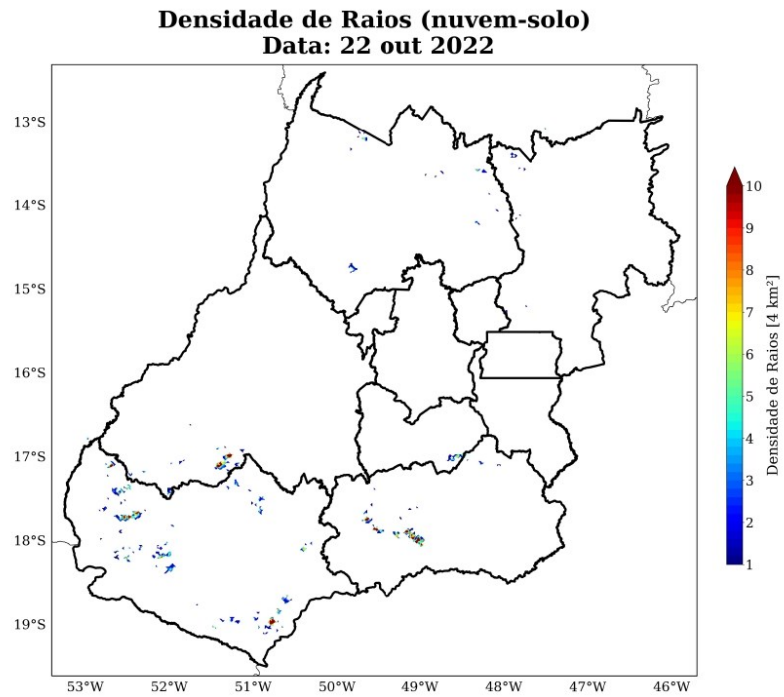 Densidade de Raios (nuvem-solo)
Data: 22 out 2022
13°S
14°S
15°S
16°S
17°S
18°S
19°S
53°W
52°W
51°W
50°W
49°W
48°W
47°W
46°W
10
9
8
7
6
5
4
3
2
1
Densidade de Raios [4 km²]